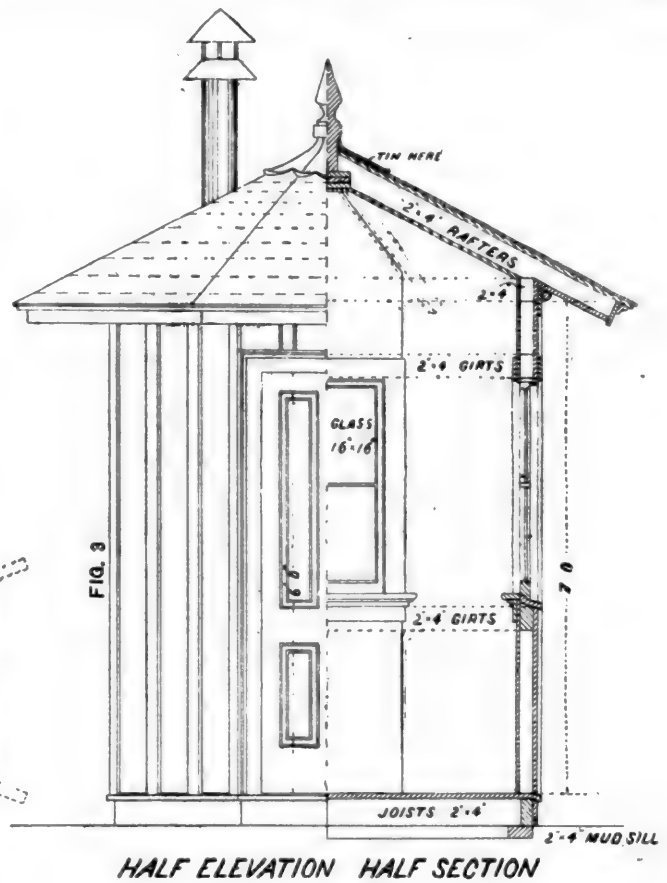 TIN HERE
2"×4" RAFTERS
2"×4"
2"×4 GIRTS
GLASS
16"×16"
FIG. 3
6' 0"
7 0
2"×4 GIRTS
JOISTS 2"×4"
2"×4" MUD SILL
HALF ELEVATION HALF SECTION